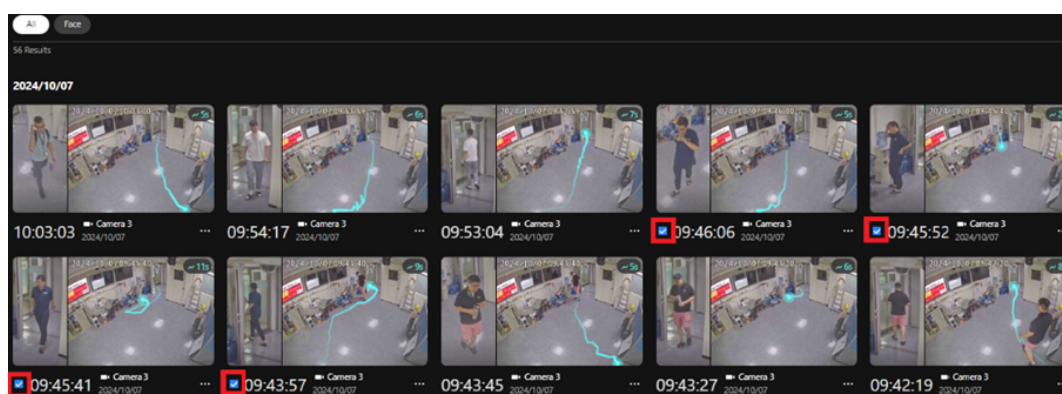 All Face
56 Results
2024/10/07
5s
6s
7s
5s
10:03:03 Camera 3 ...
2024/10/07
09:54:17 Camera 3 ...
2024/10/07
09:53:04 Camera 3 ...
2024/10/07
09:46:06 Camera 3 ...
2024/10/07
09:45:52 Camera 3
2024/10/07
11s
9s
5s
6s
09:45:41 Camera 3 ...
2024/10/07
09:43:57 Camera 3 ...
2024/10/07
09:43:45 Camera 3 ...
2024/10/07
09:43:27 Camera 3 ...
2024/10/07
09:42:19 Camera 3
2024/10/07